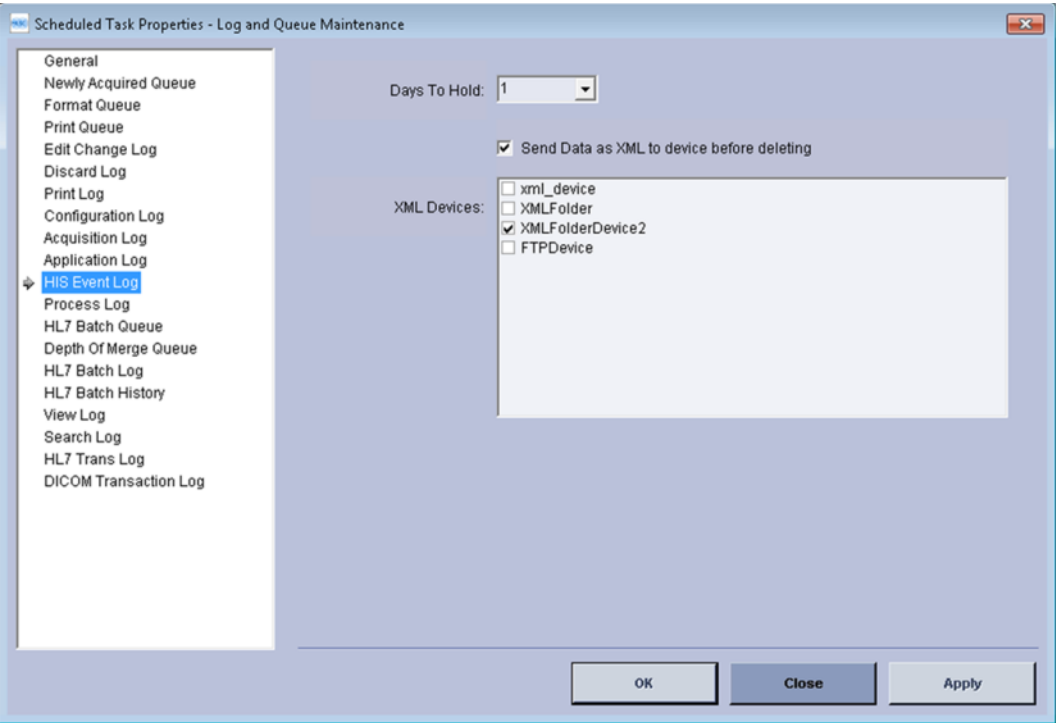 Scheduled Task Properties - Log and Queue Maintenance
General
Newly Acquired Queue
Format Queue
Print Queue
Edit Change Log
Discard Log
Print Log
Configuration Log
Acquisition Log
Application Log
HIS Event Log
Process Log
HL7 Batch Queue
Depth Of Merge Queue
HL7 Batch Log
HL7 Batch History
View Log
Search Log
HL7 Trans Log
DICOM Transaction Log
Days To Hold: 1
Send Data as XML to device before deleting
XML Devices:
xml_device
XMLFolder
XMLFolderDevice2
FTPDevice
OK
Close
Apply